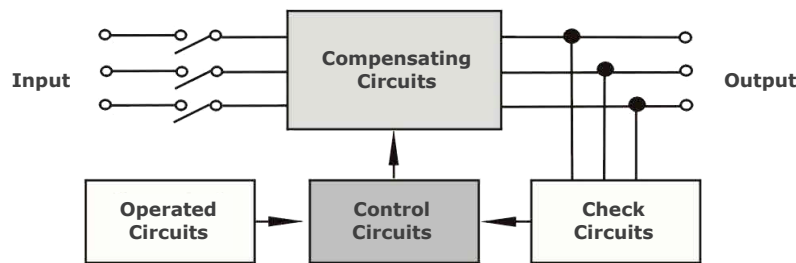 Input
Compensating
Circuits
Output
Operated
Circuits
Control
Circuits
Check
Circuits